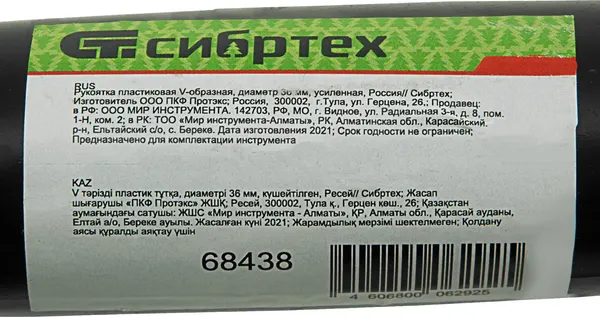 СТ сибртех
RUS
Рукоятка пластиковая V-образная, диаметр 36 мм, усиленная, Россия// Сибртех;
Изготовитель ООО ПКФ Протэкс; Россия, 300002, г.Тула, ул. Герцена, 26.; Продавец:
в РФ: ООО МИР ИНСТРУМЕНТА, 142703, РФ, МО, г. Видное, ул. Радиальная 3-я, д. 8, пом.
1-Н, ком. 2; в РК: ТОО «Мир инструмента-Алматы», РК, Алматинская обл., Карасайский.
р-н, Ельтайский с/о, с. Береке. Дата изготовления 2021; Срок годности не ограничен;
Предназначено для комплектации инструмента
KAZ
V тәрізді пластик тұтқа, диаметрі 36 мм, күшейтілген, Ресей// Сибртех; Жасап
шығарушы «ПКФ Протэкс» ЖШҚ; Ресей, 300002, Тула қ., Герцен көш., 26; Қазақстан
аумағындағы сатушы: ЖШС «Мир инструмента - Алматы», ҚР, Алматы обл., Қарасай ауданы,
Елтай а/о, Береке ауылы. Жасалған күні 2021; Жарамдылық мерзімі шектелмеген; Қолдану
аясы құралды аяқтау үшін
68438
4 606800 062925